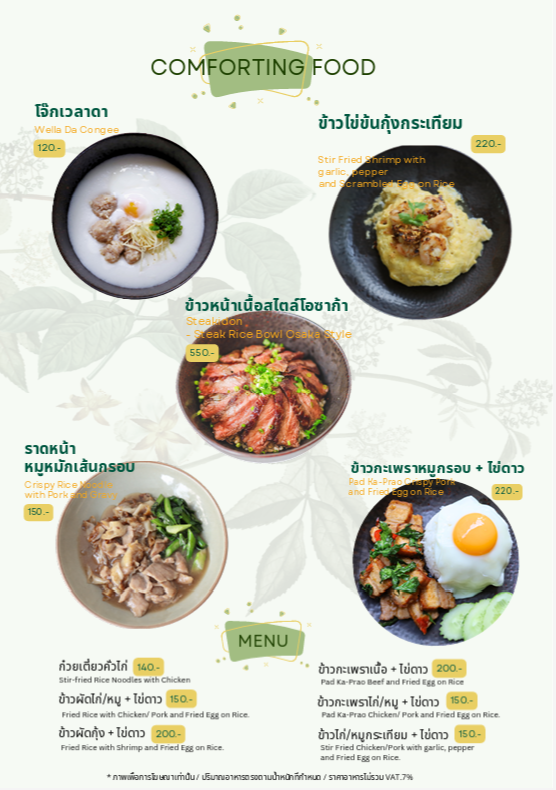 COMFORTING FOOD
โจ๊กเวลาดา
Wella Da Congee
120.-
ข้าวไข่ข้นกุ้งกระเทียม
220.-
Stir Fried Shrimp with
garlic, pepper
and Scrambled Egg on Rice
ข้าวหน้าเนื้อสไตล์โอซาก้า
Steakdon,
- Steak Rice Bowl Osaka Style
550.-
ราดหน้า
หมูหมักเส้นกรอบ
Crispy Rice Noodle
with Pork and
150.-
ข้าวกะเพราหมูกรอบ + ไข่ดาว
Pad Ka-Prao Crispy Pork
and Fried Egg on Rice
220.-
MENU
ก๋วยเตี๋ยวคั่วไก่ 140.-
Stir-fried Rice Noodles with Chicken
ข้าวผัดไก่/หมู + ไข่ดาว 150.-
Fried Rice with Chicken/ Pork and Fried Egg on Rice.
ข้าวผัดกุ้ง + ไข่ดาว 200.-
Fried Rice with Shrimp and Fried Egg on Rice.
ข้าวกะเพราเนื้อ + ไข่ดาว 200.-
Pad Ka-Prao Beef and Fried Egg on Rice
ข้าวกะเพราไก่/หมู + ไข่ดาว 150.-
Pad Ka-Prao Chicken/ Pork and Fried Egg on Rice.
ข้าวไก่/หมูกระเทียม + ไข่ดาว 150.-
Stir Fried Chicken/Pork with garlic, pepper
and Fried Egg on Rice.
* ภาพเพื่อการโฆษณาเท่านั้น / ปริมาณอาหารตรงตามน้ำหนักที่กำหนด / ราคาอาหารไม่รวม VAT.7%